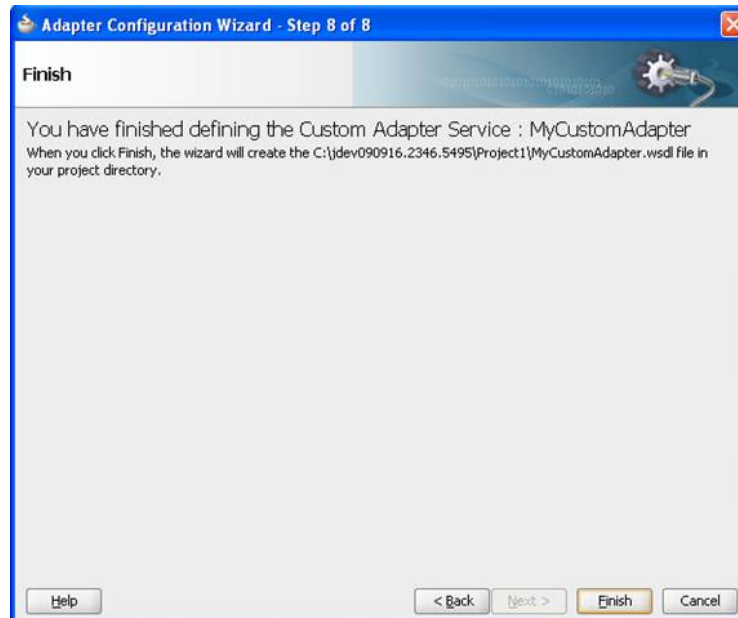 Adapter Configuration Wizard - Step 8 of 8
Finish
You have finished defining the Custom Adapter Service : MyCustomAdapter
When you click Finish, the wizard will create the C:\jdev090916.2346.5495\Project1\MyCustomAdapter.wsdl file in
your project directory.
Help
< Back
Next >
Finish
Cancel